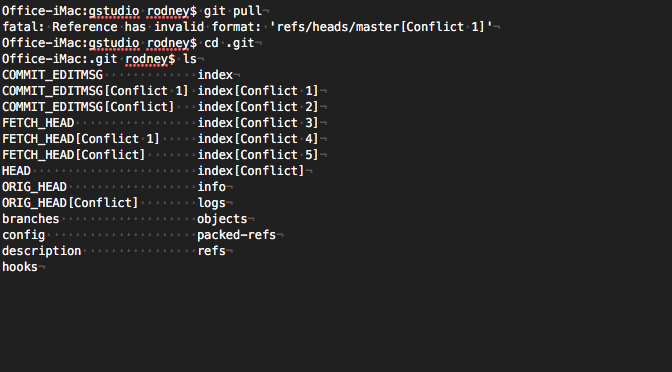 Office-iMac:gstudio rodney$ git pull¬
fatal: Reference has invalid format: 'refs/heads/master[Conflict 1]'¬
Office-iMac:gstudio rodney$ cd .git¬
Office-iMac:.git rodney$ ls¬
COMMIT_EDITMSG············index¬
COMMIT_EDITMSG[Conflict 1] index[Conflict 1]¬
COMMIT_EDITMSG[Conflict]···index[Conflict 2]¬
FETCH_HEAD················index[Conflict 3]¬
FETCH_HEAD[Conflict 1]····index[Conflict 4]¬
FETCH_HEAD[Conflict]······index[Conflict 5]¬
HEAD······················index[Conflict]¬
ORIG_HEAD·················info¬
ORIG_HEAD[Conflict]·······logs¬
branches··················objects¬
config····················packed-refs¬
description···············refs¬
hooks¬